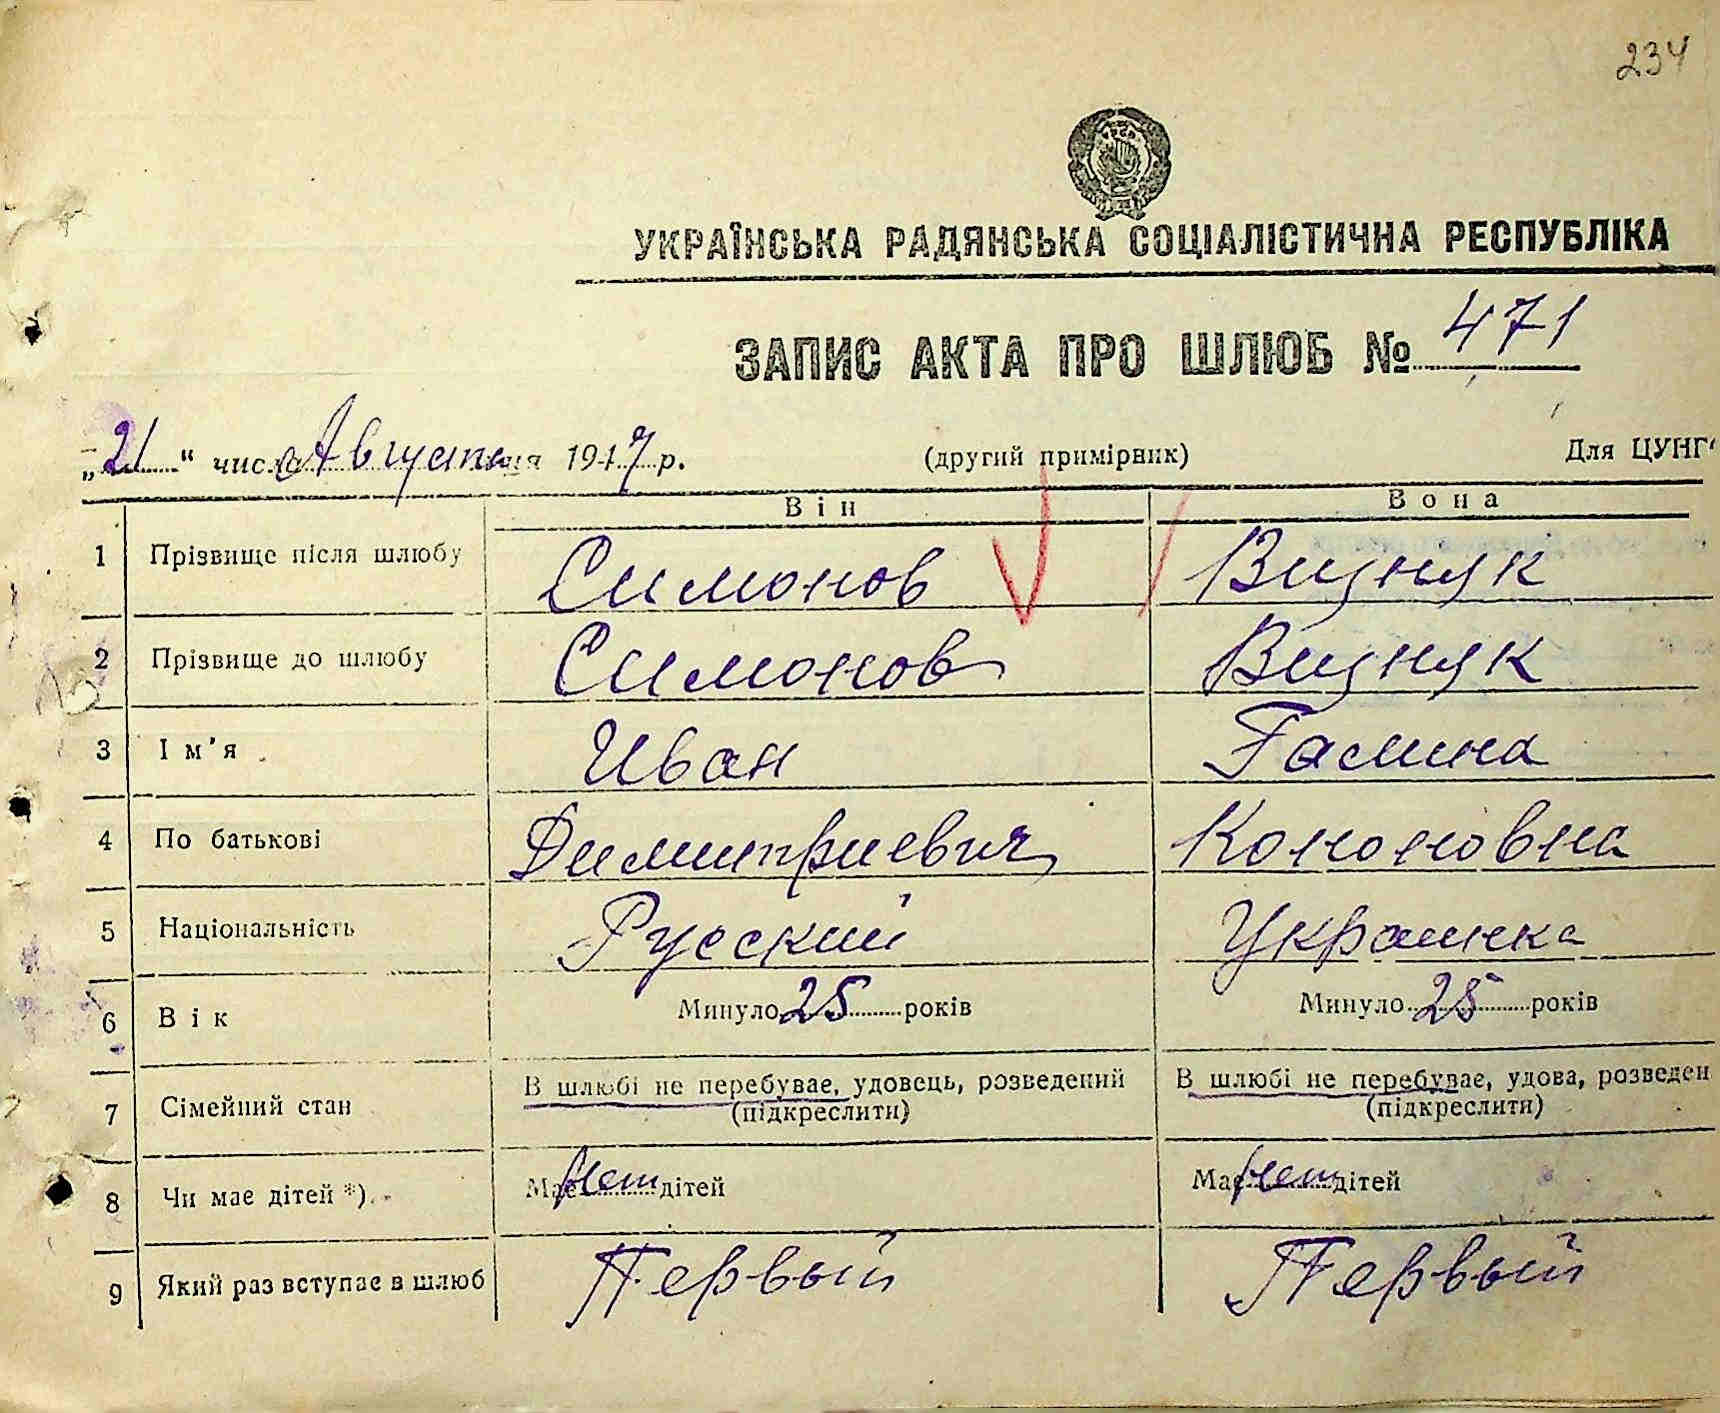 234
УКРАЇНСЬКА РАДЯНСЬКА СОЦІАЛІСТИЧНА РЕСПУБЛІКА
ЗАПИС АКТА ПРО ШЛЮБ № 471
„21“ числа Августа 1947 р. (другий примірник) Для ЦУНГ
Він Вона
1 Прізвище після шлюбу Симонов
2 Прізвище до шлюбу Симонов
3 Ім'я Иван Галина
4 По батькові Димитриевич Кононовна
5 Національність Русский Украинка
6 Вік Минуло 25 років Минуло 25 років
7 Сімейний стан В шлюбі не перебуває, удовець, розведений В шлюбі не перебуває, удова, розведен
(підкреслити) (підкреслити)
8 Чи має дітей *) Має Нет дітей Має Нет дітей
9 Який раз вступає в шлюб Первый Первый